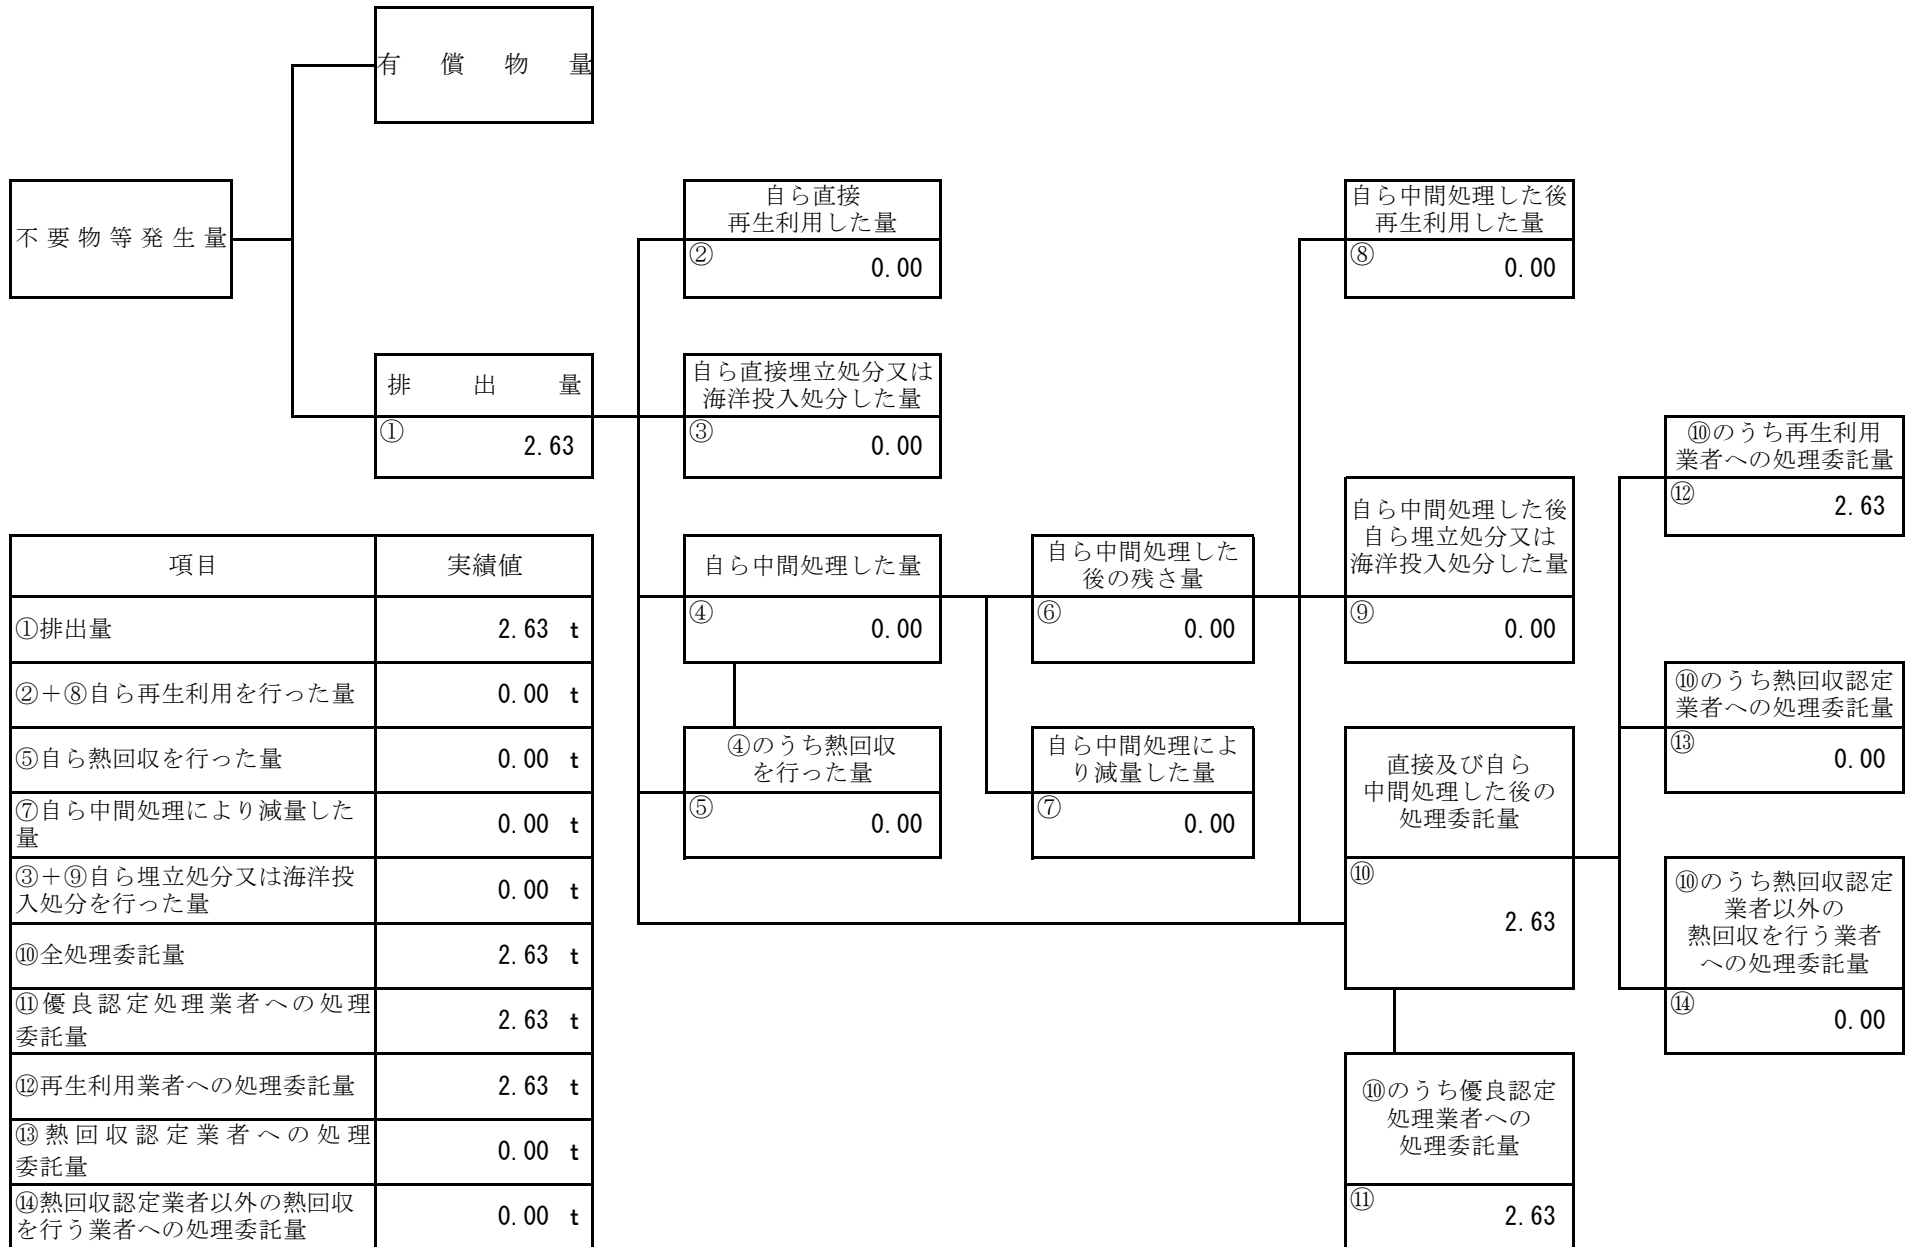 有償物量
不要物等発生量
排出量
①
2.63
自ら直接
再生利用した量
②
0.00
自ら直接埋立処分又は
海洋投入処分した量
③
0.00
自ら中間処理した量
④
0.00
④のうち熱回収
を行った量
⑤
0.00
自ら中間処理した
後の残さ量
⑥
0.00
自ら中間処理によ
り減量した量
⑦
0.00
自ら中間処理した後
再生利用した量
⑧
0.00
自ら中間処理した後
自ら埋立処分又は
海洋投入処分した量
⑨
0.00
直接及び自ら
中間処理した後の
処理委託量
⑩
2.63
⑩のうち優良認定
処理業者への
処理委託量
⑪
2.63
⑩のうち再生利用
業者への処理委託量
⑫
2.63
⑩のうち熱回収認定
業者への処理委託量
⑬
0.00
⑩のうち熱回収認定
業者以外の
熱回収を行う業者
への処理委託量
⑭
0.00
項目 実績値
①排出量 2.63 t
②+⑧自ら再生利用を行った量 0.00 t
⑤自ら熱回収を行った量 0.00 t
⑦自ら中間処理により減量した
量
0.00 t
③+⑨自ら埋立処分又は海洋投
入処分を行った量
0.00 t
⑩全処理委託量 2.63 t
⑪優良認定処理業者への処理
委託量
2.63 t
⑫再生利用業者への処理委託量 2.63 t
⑬熱回収認定業者への処理
委託量
0.00 t
⑭熱回収認定業者以外の熱回収
を行う業者への処理委託量
0.00 t